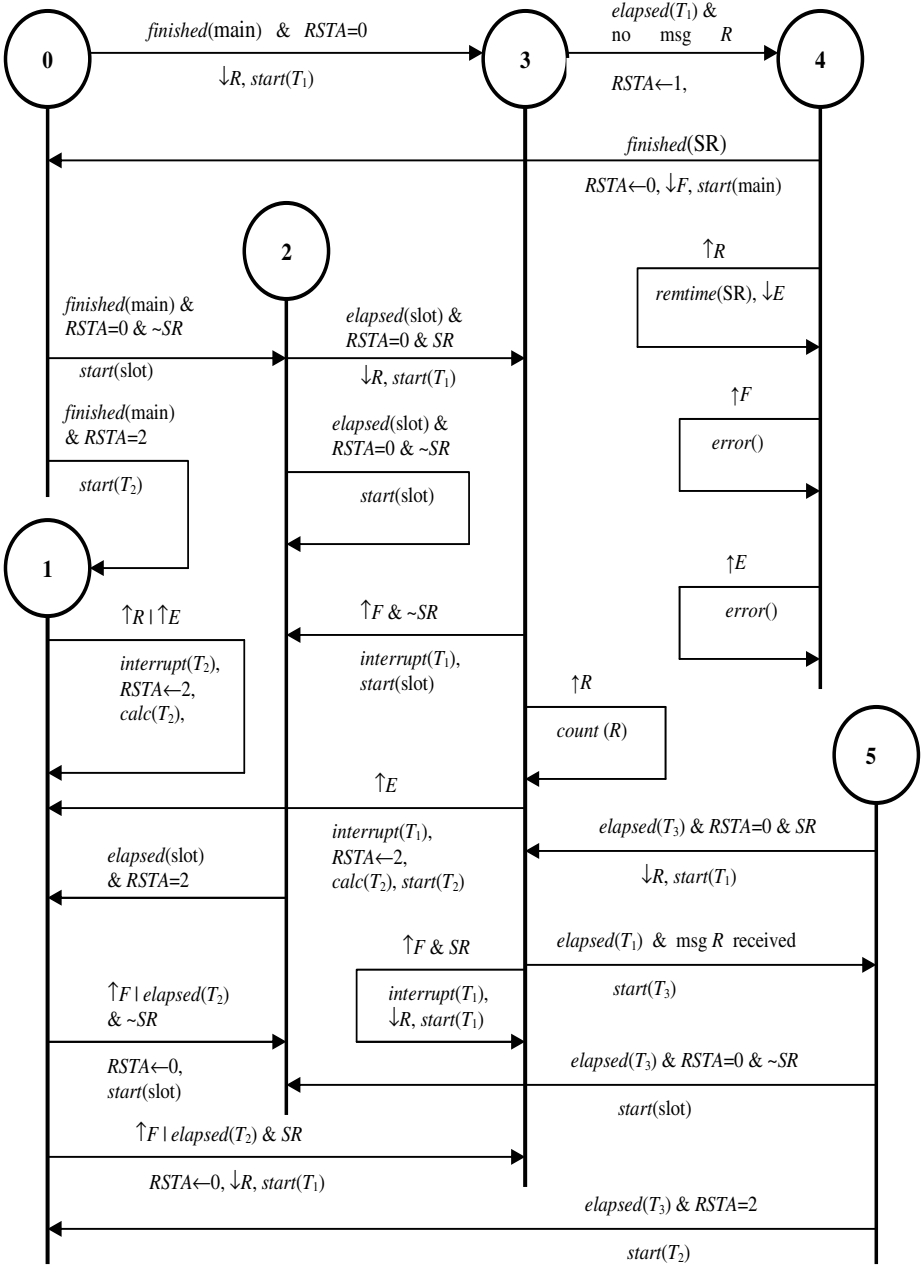 0
finished(main) & RSTA=0
↓R, start(T₁)
3
elapsed(T₁) &
no msg R
RSTA←1,
4
finished(SR)
RSTA←0, ↓F, start(main)
2
↑R
remtime(SR), ↓E
finished(main) &
RSTA=0 & ~SR
start(slot)
elapsed(slot) &
RSTA=0 & SR
↓R, start(T₁)
finished(main)
& RSTA=2
start(T₂)
elapsed(slot) &
RSTA=0 & ~SR
start(slot)
↑F
error()
1
↑E
error()
↑R | ↑E
interrupt(T₂),
RSTA←2,
calc(T₂),
↑F & ~SR
interrupt(T₁),
start(slot)
↑R
count (R)
5
↑E
interrupt(T₁),
RSTA←2,
calc(T₂), start(T₂)
elapsed(T₃) & RSTA=0 & SR
↓R, start(T₁)
elapsed(slot)
& RSTA=2
↑F & SR
interrupt(T₁),
↓R, start(T₁)
elapsed(T₁) & msg R received
start(T₃)
↑F | elapsed(T₂)
& ~SR
RSTA←0,
start(slot)
elapsed(T₃) & RSTA=0 & ~SR
start(slot)
↑F | elapsed(T₂) & SR
RSTA←0, ↓R, start(T₁)
elapsed(T₃) & RSTA=2
start(T₂)